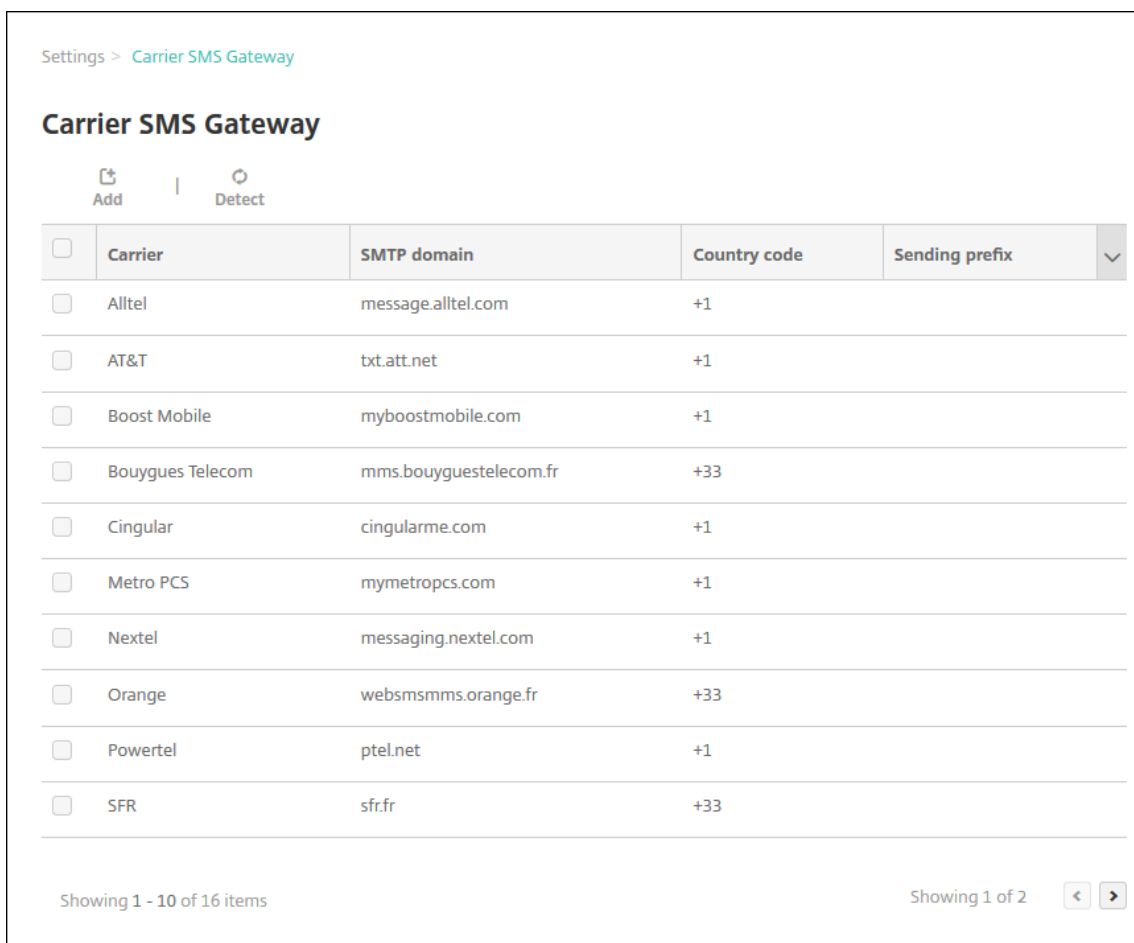 Settings > Carrier SMS Gateway
Carrier SMS Gateway
Add | Detect
Carrier SMTP domain Country code Sending prefix
Alltel message.alltel.com +1
AT&T txt.att.net +1
Boost Mobile myboostmobile.com +1
Bouygues Telecom mms.bouyguestelecom.fr +33
Cingular cingularme.com +1
Metro PCS mymetropcs.com +1
Nextel messaging.nextel.com +1
Orange websmsmms.orange.fr +33
Powertel ptel.net +1
SFR sfr.fr +33
Showing 1 - 10 of 16 items Showing 1 of 2 < >